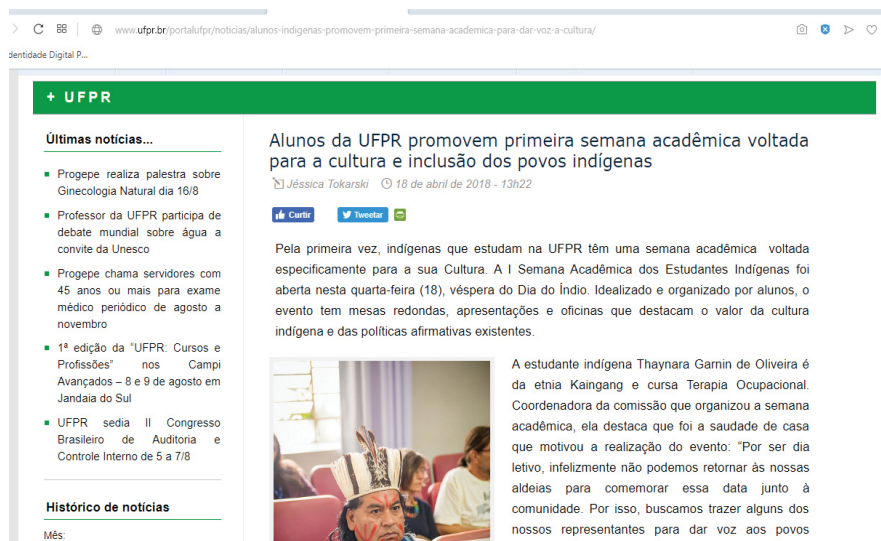 www.ufpr.br/portalufpr/noticias/alunos-indigenas-promovem-primeira-semana-academica-para-dar-voz-a-cultura/
dentidade Digital P...
+ UFPR
Últimas notícias...
Progepe realiza palestra sobre
Ginecologia Natural dia 16/8
Professor da UFPR participa de
debate mundial sobre água a
convite da Unesco
Progepe chama servidores com
45 anos ou mais para exame
médico periódico de agosto a
novembro
1ª edição da "UFPR: Cursos e
Profissões" nos Campi
Avançados – 8 e 9 de agosto em
Jandaia do Sul
UFPR sedia II Congresso
Brasileiro de Auditoria e
Controle Interno de 5 a 7/8
Histórico de notícias
Mês:
Alunos da UFPR promovem primeira semana acadêmica voltada
para a cultura e inclusão dos povos indígenas
Jéssica Tokarski 18 de abril de 2018 - 13h22
Curtir Tweetar
Pela primeira vez, indígenas que estudam na UFPR têm uma semana acadêmica voltada
especificamente para a sua Cultura. A I Semana Acadêmica dos Estudantes Indígenas foi
aberta nesta quarta-feira (18), véspera do Dia do Índio. Idealizado e organizado por alunos, o
evento tem mesas redondas, apresentações e oficinas que destacam o valor da cultura
indígena e das políticas afirmativas existentes.
A estudante indígena Thaynara Garnin de Oliveira é
da etnia Kaingang e cursa Terapia Ocupacional.
Coordenadora da comissão que organizou a semana
acadêmica, ela destaca que foi a saudade de casa
que motivou a realização do evento: "Por ser dia
letivo, infelizmente não podemos retornar às nossas
aldeias para comemorar essa data junto à
comunidade. Por isso, buscamos trazer alguns dos
nossos representantes para dar voz aos povos